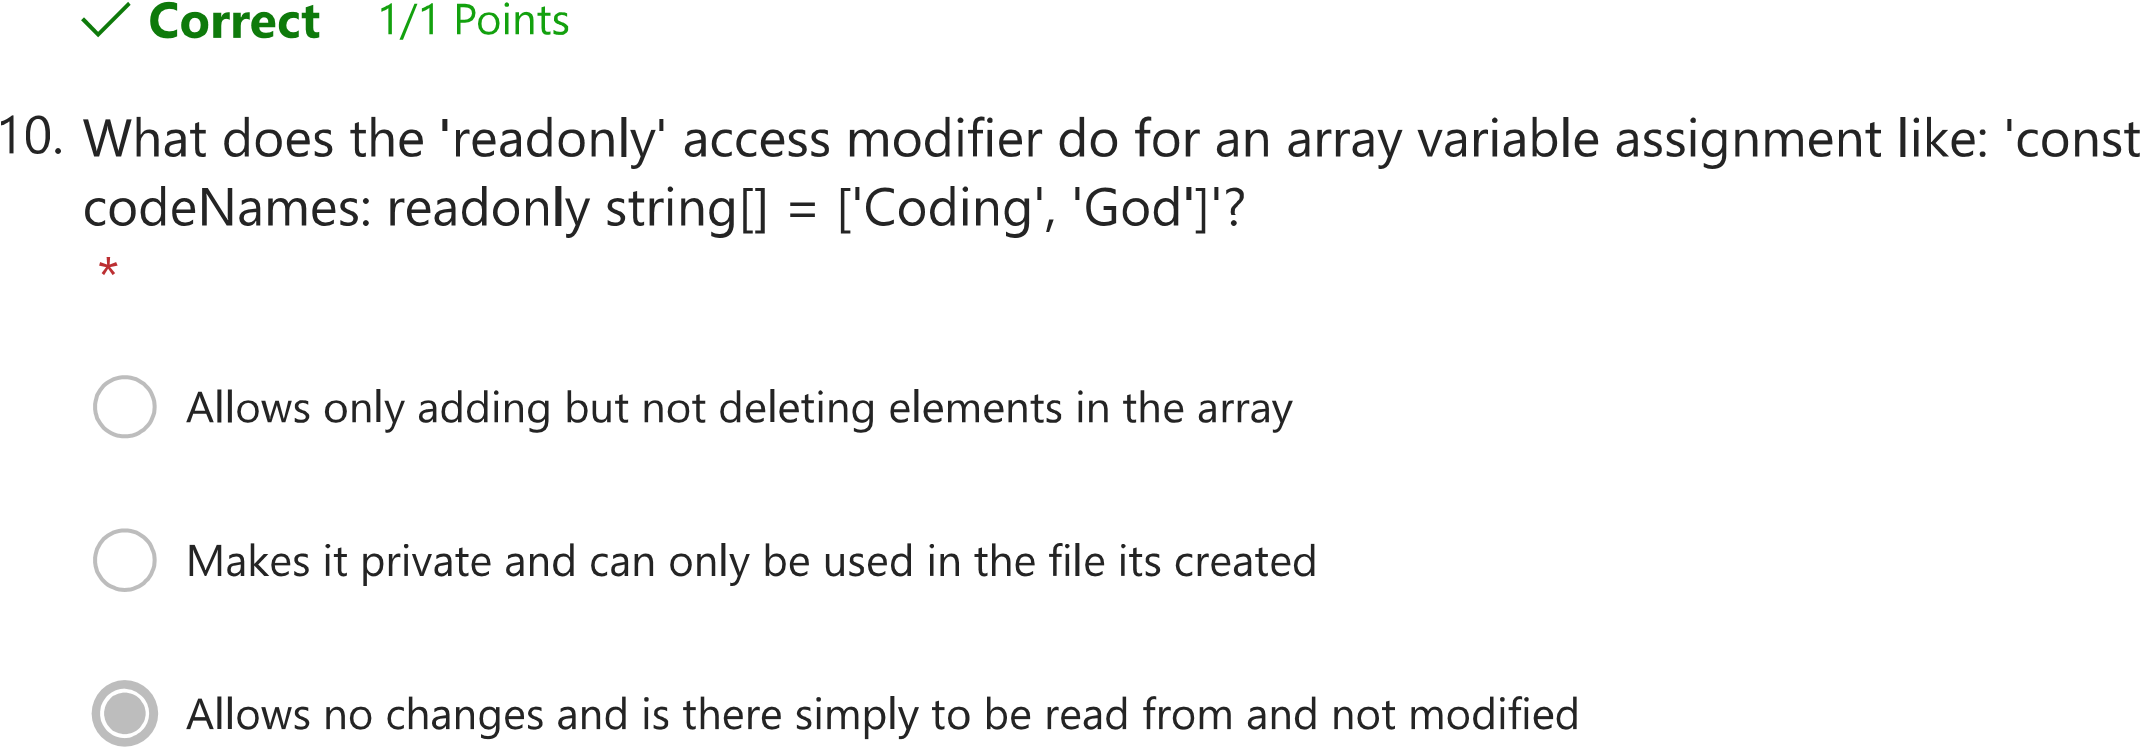 Correct 1/1 Points
10. What does the 'readonly' access modifier do for an array variable assignment like: 'const
codeNames: readonly string[] = ['Coding', 'God']'?
*
Allows only adding but not deleting elements in the array
Makes it private and can only be used in the file its created
Allows no changes and is there simply to be read from and not modified